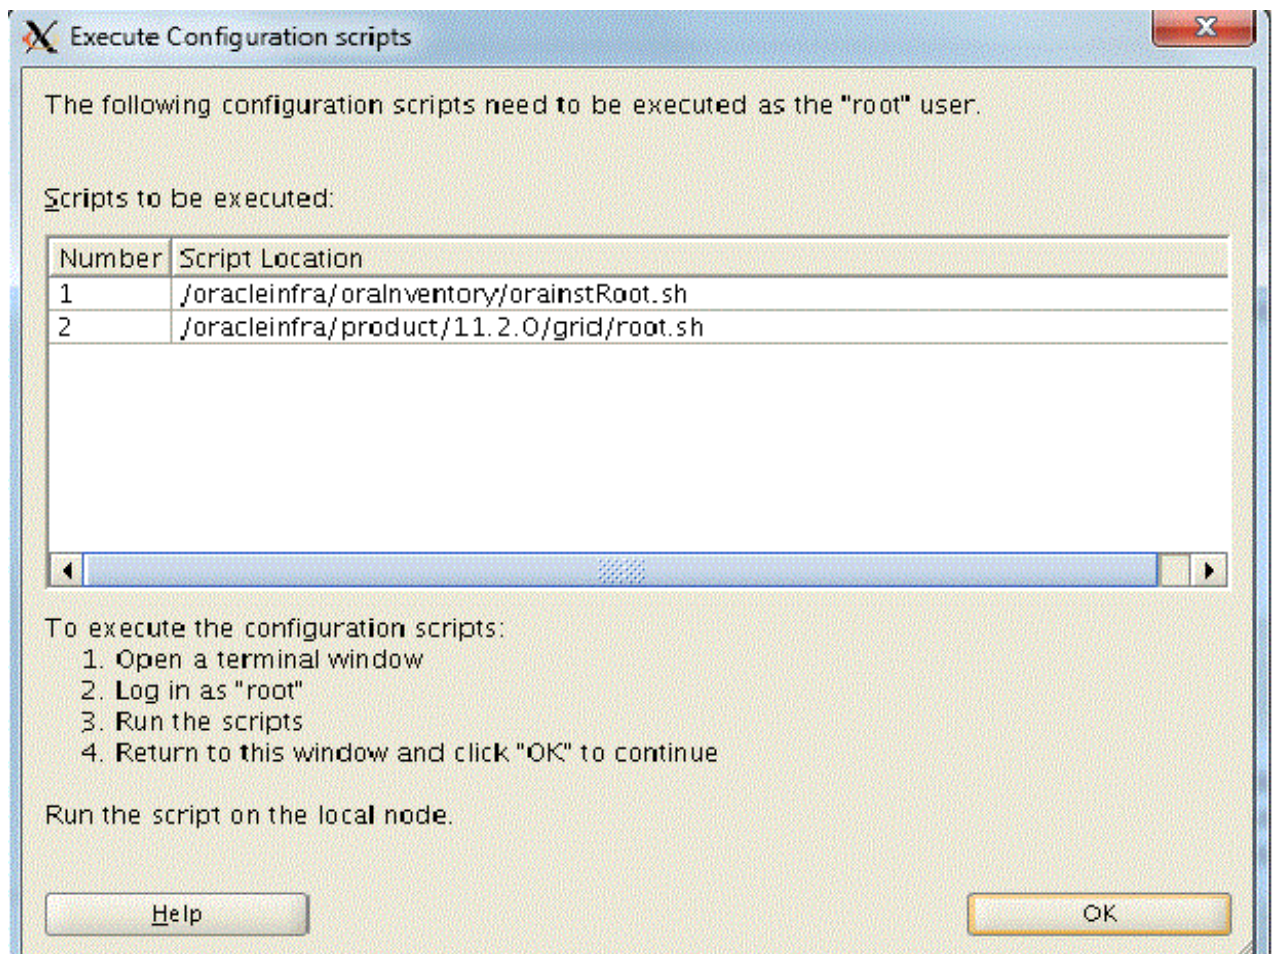 Execute Configuration scripts
The following configuration scripts need to be executed as the "root" user.
Scripts to be executed:
Number Script Location
1 /oracleinfra/oraInventory/orainstRoot.sh
2 /oracleinfra/product/11.2.0/grid/root.sh
To execute the configuration scripts:
1. Open a terminal window
2. Log in as "root"
3. Run the scripts
4. Return to this window and click "OK" to continue
Run the script on the local node.
Help OK